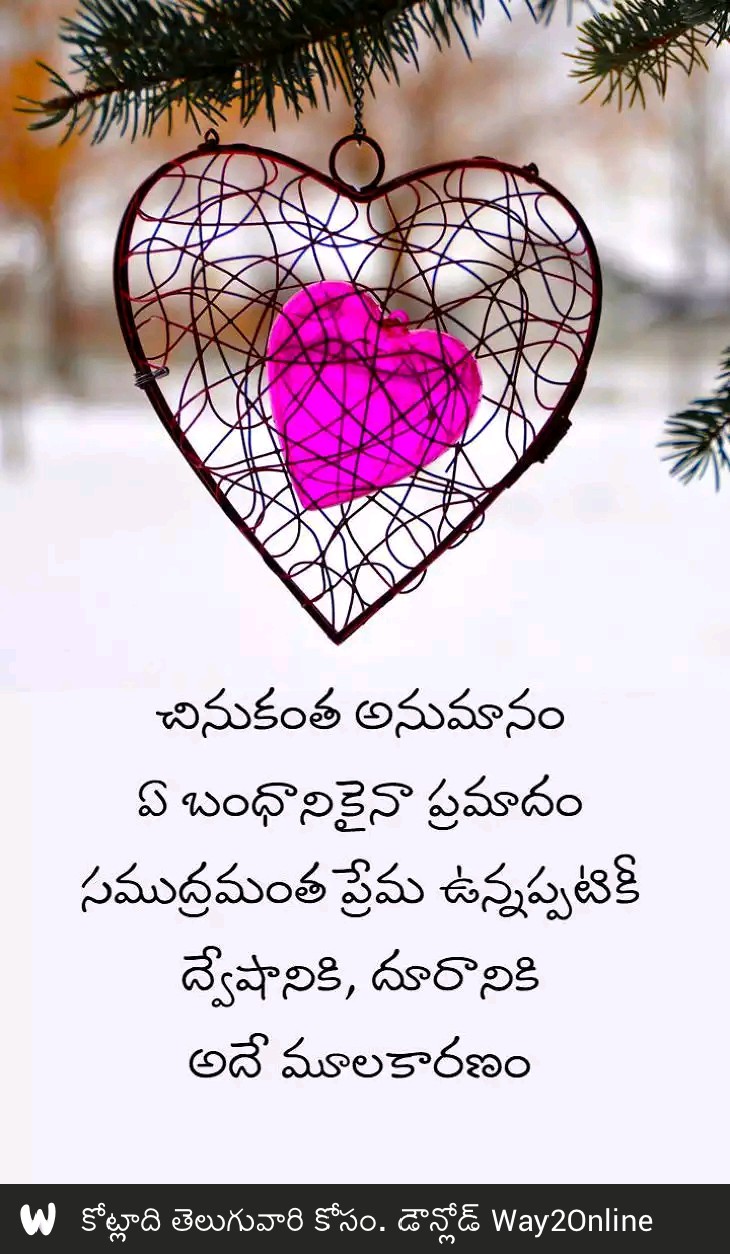 చినుకంత అనుమానం
ఏ బంధానికైనా ప్రమాదం
సముద్రమంత ప్రేమ ఉన్నప్పటికీ
ద్వేషానికి, దూరానికి
అదే మూలకారణం
W కోట్లాది తెలుగువారి కోసం. డౌన్లోడ్ Way2Online